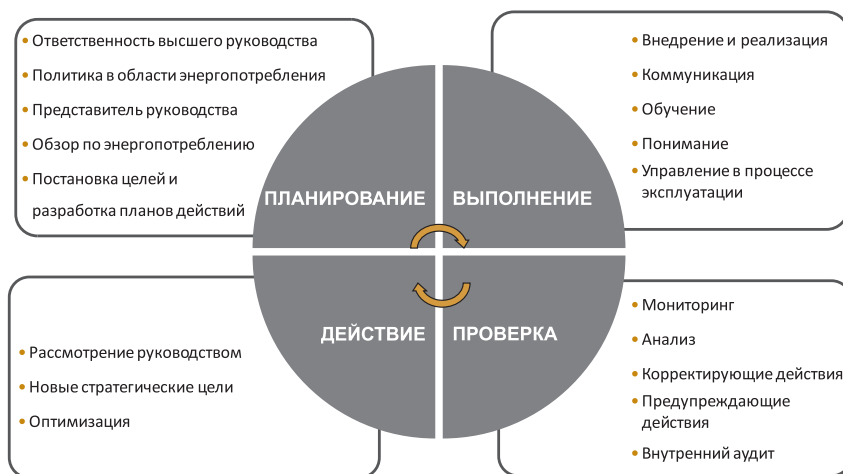 • Ответственность высшего руководства
• Политика в области энергопотребления
• Представитель руководства
• Обзор по энергопотреблению
• Постановка целей и
разработка планов действий
ПЛАНИРОВАНИЕ
• Внедрение и реализация
• Коммуникация
• Обучение
• Понимание
• Управление в процессе
эксплуатации
ВЫПОЛНЕНИЕ
• Рассмотрение руководством
• Новые стратегические цели
• Оптимизация
ДЕЙСТВИЕ
ПРОВЕРКА
• Мониторинг
• Анализ
• Корректирующие действия
• Предупреждающие
действия
• Внутренний аудит